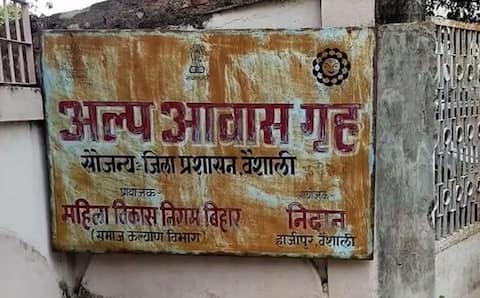 अल्प आवास गृह
सौजन्य:- जिला प्रशासन, वैशाली
प्रायोजक-
महिला विकास निगम बिहार
(समाज कल्याण विभाग)
निदान
हाजीपुर, वैशाली